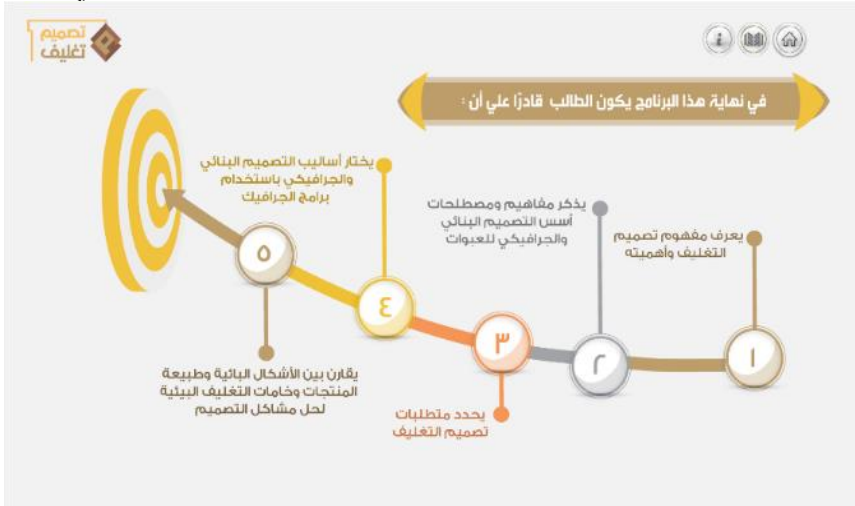 تصميم
تغليف
في نهاية هذا البرنامج يكون الطالب قادرًا علي أن :
١
يعرف مفهوم تصميم
التغليف وأهميته
٢
يذكر مفاهيم ومصطلحات
أسس التصميم البنائي
والجرافيكي للعبوات
٣
يحدد متطلبات
تصميم التغليف
٤
يختار أساليب التصميم البنائي
والجرافيكي باستخدام
برامج الجرافيك
٥
يقارن بين الأشكال البائية وطبيعة
المنتجات وخامات التغليف البيئية
لحل مشاكل التصميم
i